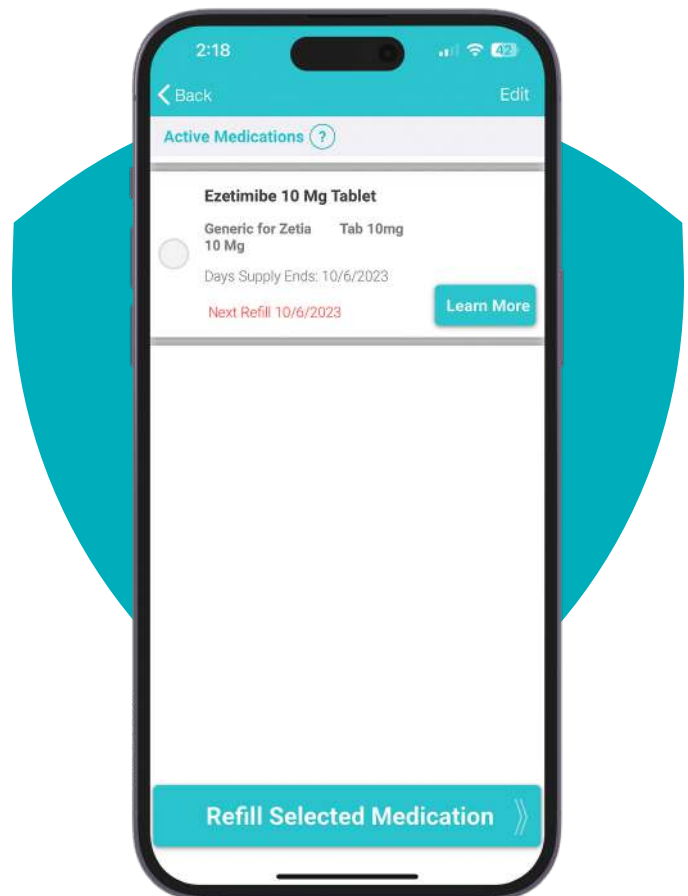 2:18
42
Back
Edit
Active Medications ?
Ezetimibe 10 Mg Tablet
Generic for Zetia Tab 10mg
10 Mg
Days Supply Ends: 10/6/2023
Next Refill 10/6/2023
Learn More
Refill Selected Medication